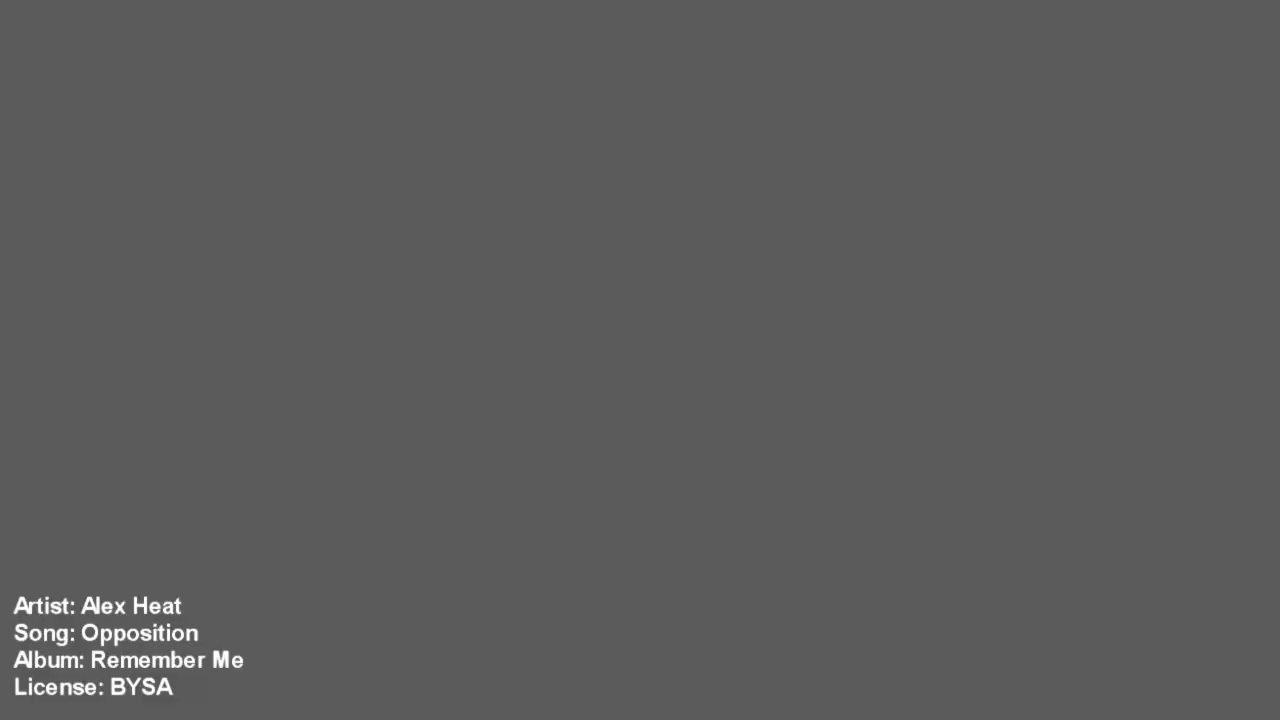 Artist: Alex Heat
Song: Opposition
Album: Remember Me
License: BYSA